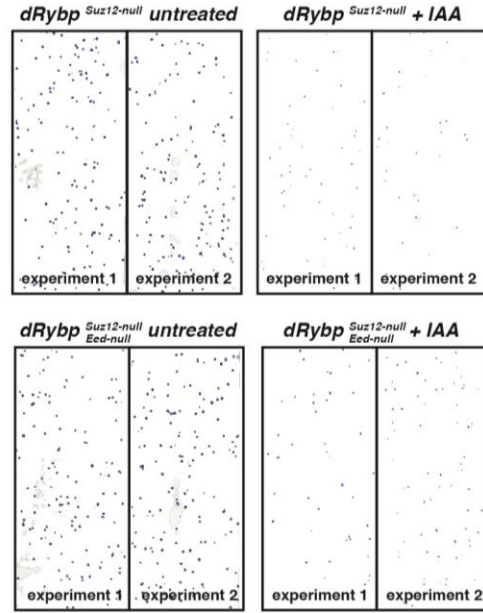 dRybp Suz12-null untreated
dRybp Suz12-null + IAA
experiment 1
experiment 2
experiment 1
experiment 2
dRybp Suz12-null Eed-null untreated
dRybp Suz12-null Eed-null + IAA
experiment 1
experiment 2
experiment 1
experiment 2